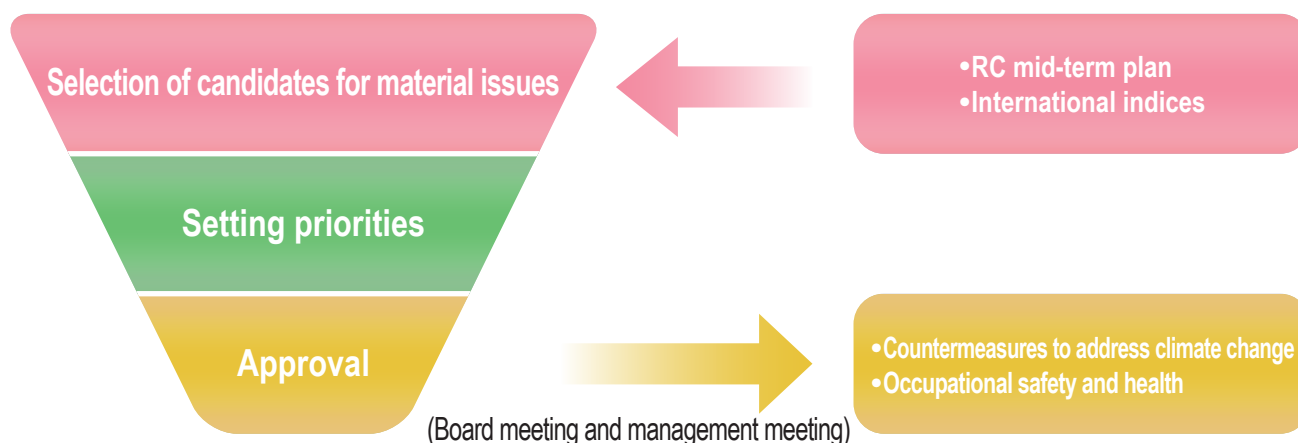 Selection of candidates for material issues
•RC mid-term plan
•International indices
Setting priorities
Approval
•Countermeasures to address climate change
•Occupational safety and health
(Board meeting and management meeting)